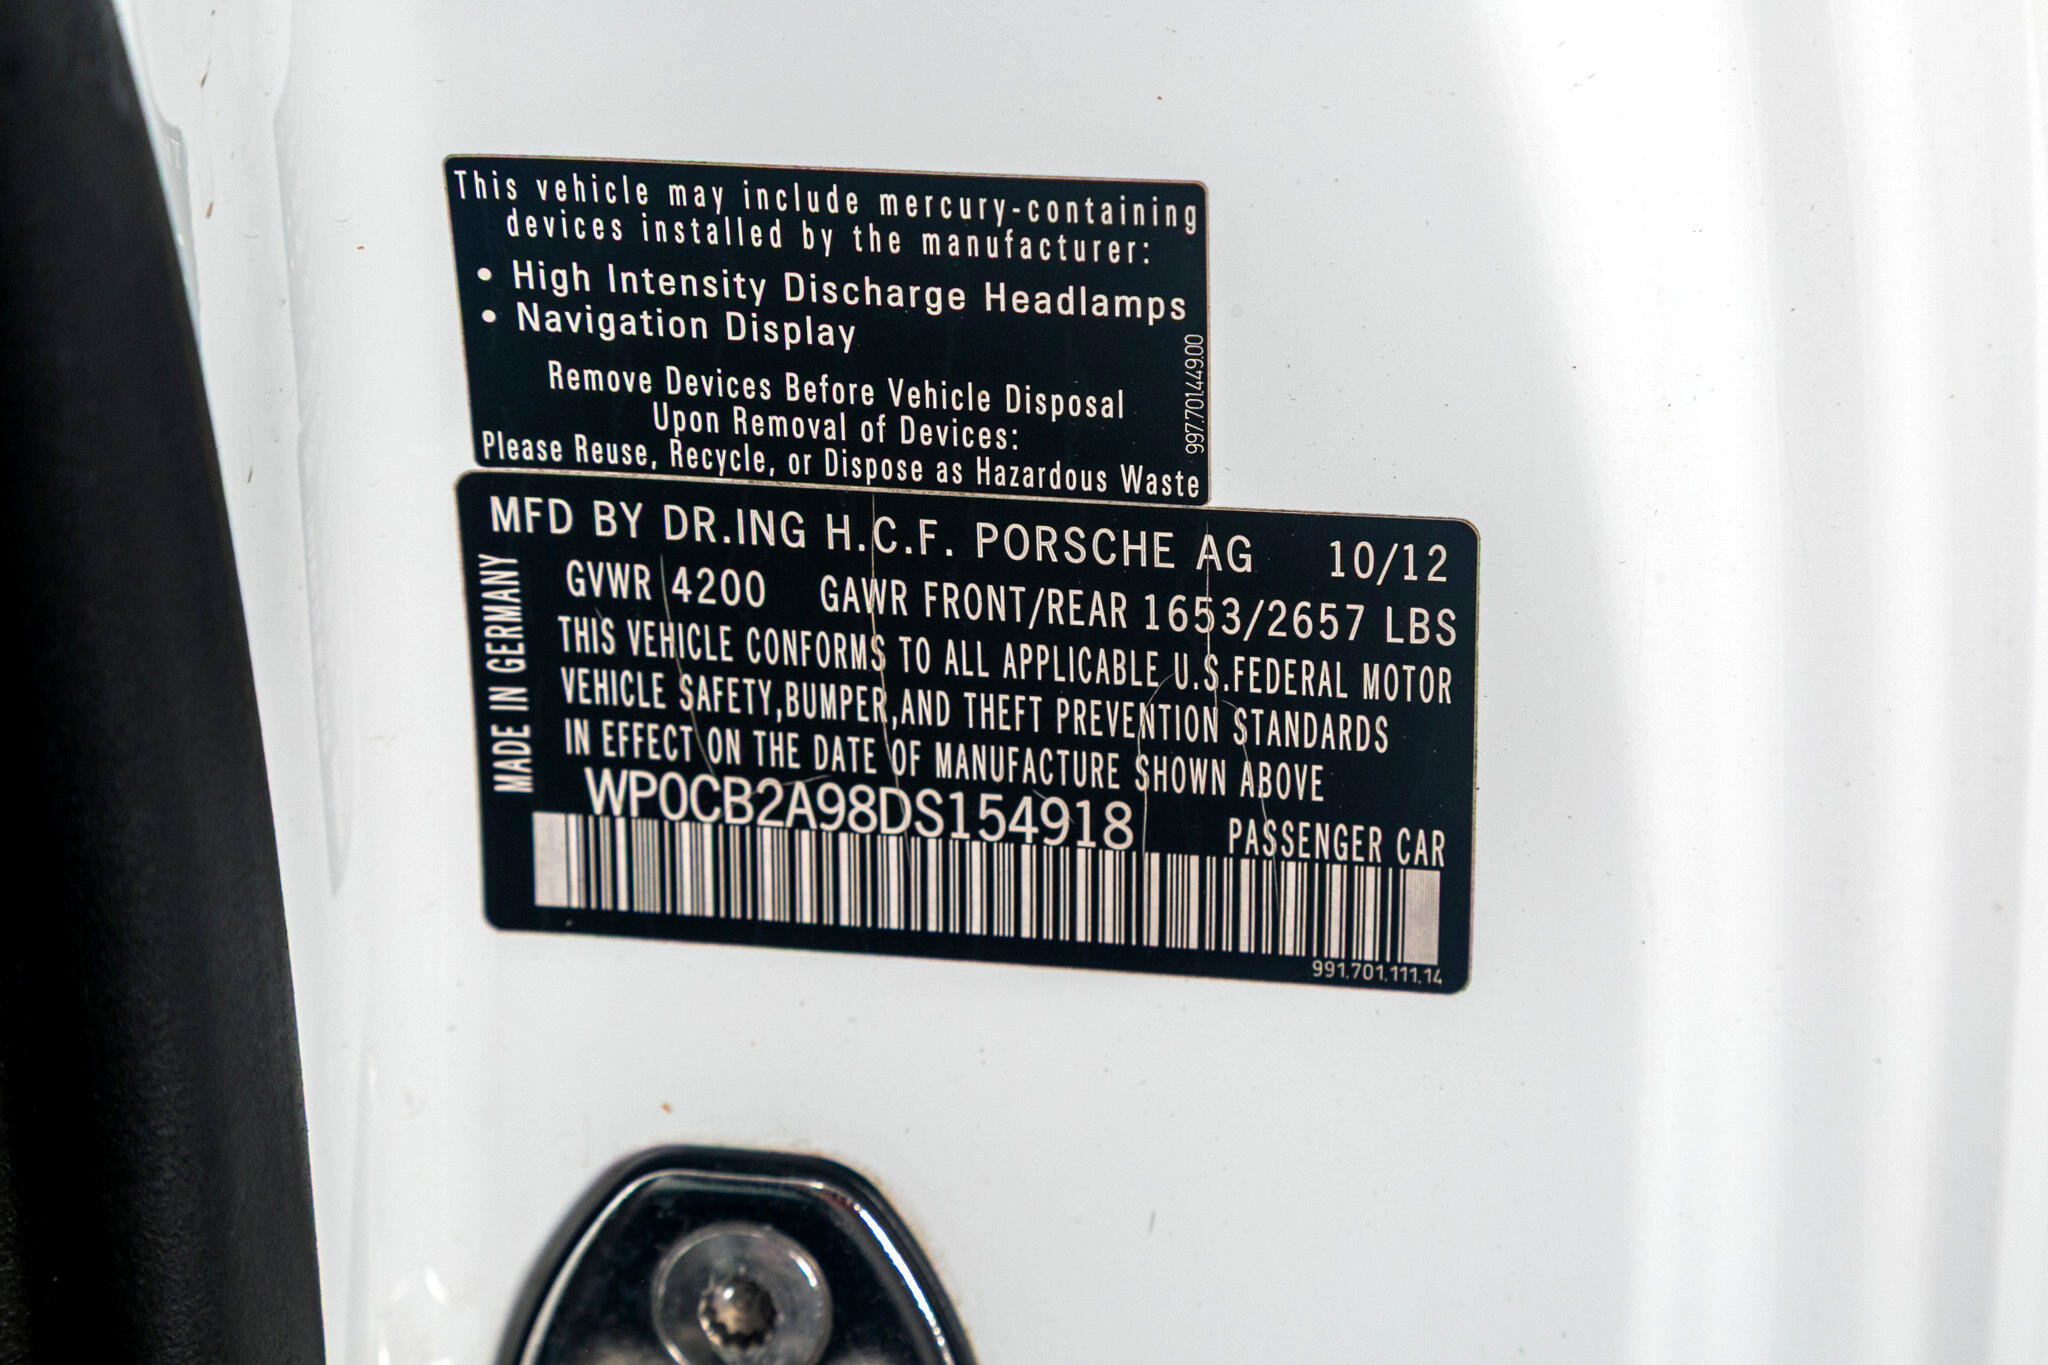 This vehicle may include mercury-containing
devices installed by the manufacturer:
• High Intensity Discharge Headlamps
• Navigation Display
Remove Devices Before Vehicle Disposal
Upon Removal of Devices:
Please Reuse, Recycle, or Dispose as Hazardous Waste
997.701.449.00
MFD BY DR.ING H.C.F. PORSCHE AG 10/12
GVWR 4200 GAWR FRONT/REAR 1653/2657 LBS
THIS VEHICLE CONFORMS TO ALL APPLICABLE U.S.FEDERAL MOTOR
VEHICLE SAFETY,BUMPER,AND THEFT PREVENTION STANDARDS
IN EFFECT ON THE DATE OF MANUFACTURE SHOWN ABOVE
WP0CB2A98DS154918
PASSENGER CAR
MADE IN GERMANY
991.701.111.14